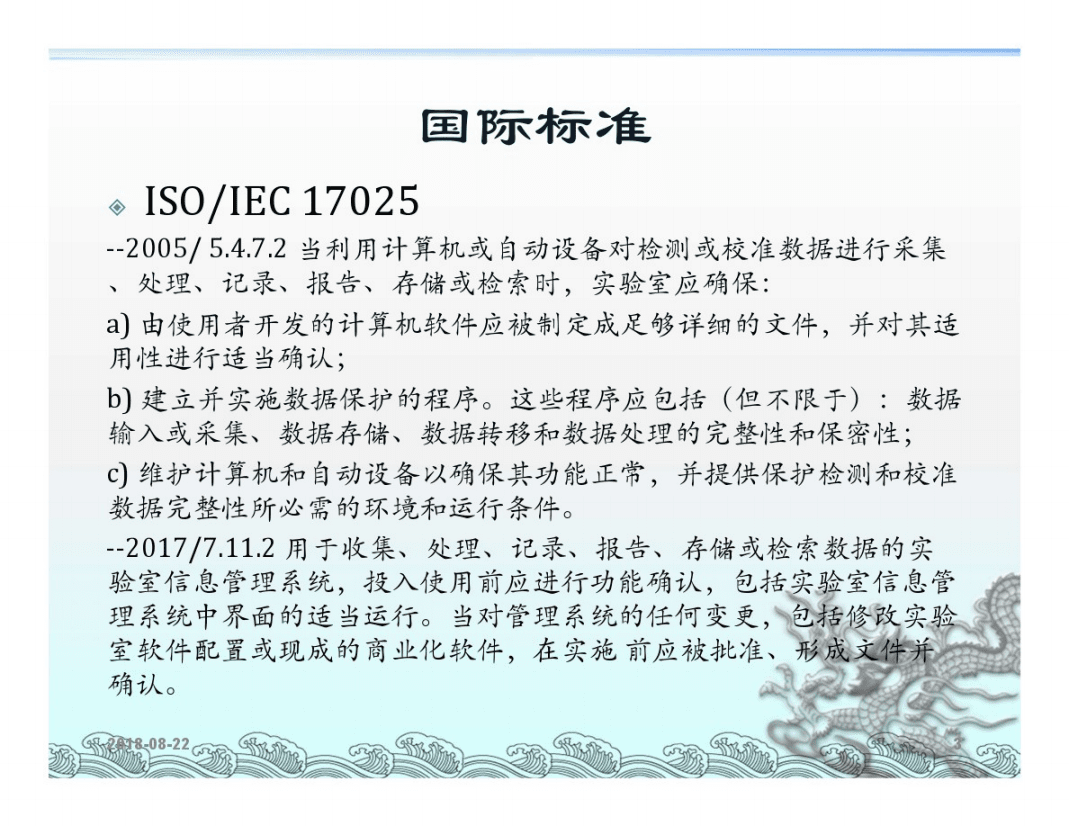 国际标准
ISO/IEC 17025
--2005/ 5.4.7.2 当利用计算机或自动设备对检测或校准数据进行采集
、处理、记录、报告、存储或检索时，实验室应确保：
a) 由使用者开发的计算机软件应被制定成足够详细的文件，并对其适
用性进行适当确认；
b) 建立并实施数据保护的程序。这些程序应包括（但不限于）：数据
输入或采集、数据存储、数据转移和数据处理的完整性和保密性；
c) 维护计算机和自动设备以确保其功能正常，并提供保护检测和校准
数据完整性所必需的环境和运行条件。
--2017/7.11.2 用于收集、处理、记录、报告、存储或检索数据的实
验室信息管理系统，投入使用前应进行功能确认，包括实验室信息管
理系统中界面的适当运行。当对管理系统的任何变更，包括修改实验
室软件配置或现成的商业化软件，在实施 前应被批准、形成文件并
确认。
2018-08-22
3